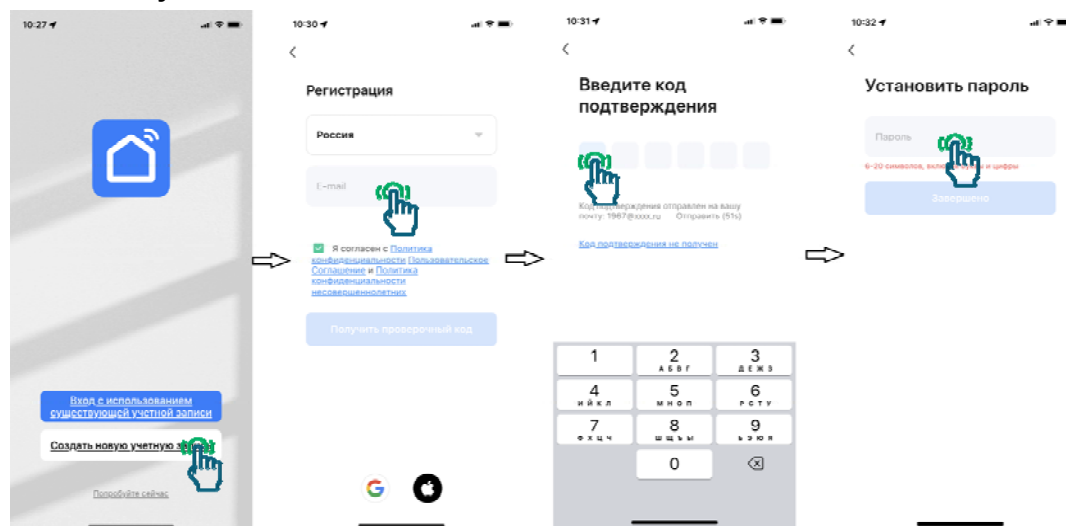 10:27
Вход с использованием
существующей учетной записи
Создать новую учетную
Попробуйте сейчас
10:30
Регистрация
Россия
E-mail
Я согласен с Политика
конфиденциальности Пользовательское
Соглашение и Политика
конфиденциальности
несовершеннолетних
Получить проверочный код
G
10:31
Введите код
подтверждения
Код подтверждения отправлен на вашу
почту: 1967@xxxx.ru Отправить (51s)
Код подтверждения не получен
1 2 3
АБВГ ДЕЖЗ
4 5 6
ИЙКЛ МНОП РСТУ
7 8 9
ФХЦЧ ШЩЪЫ ЬЭЮЯ
0
10:32
Установить пароль
Пароль
6-20 символов, и цифры
Завершено